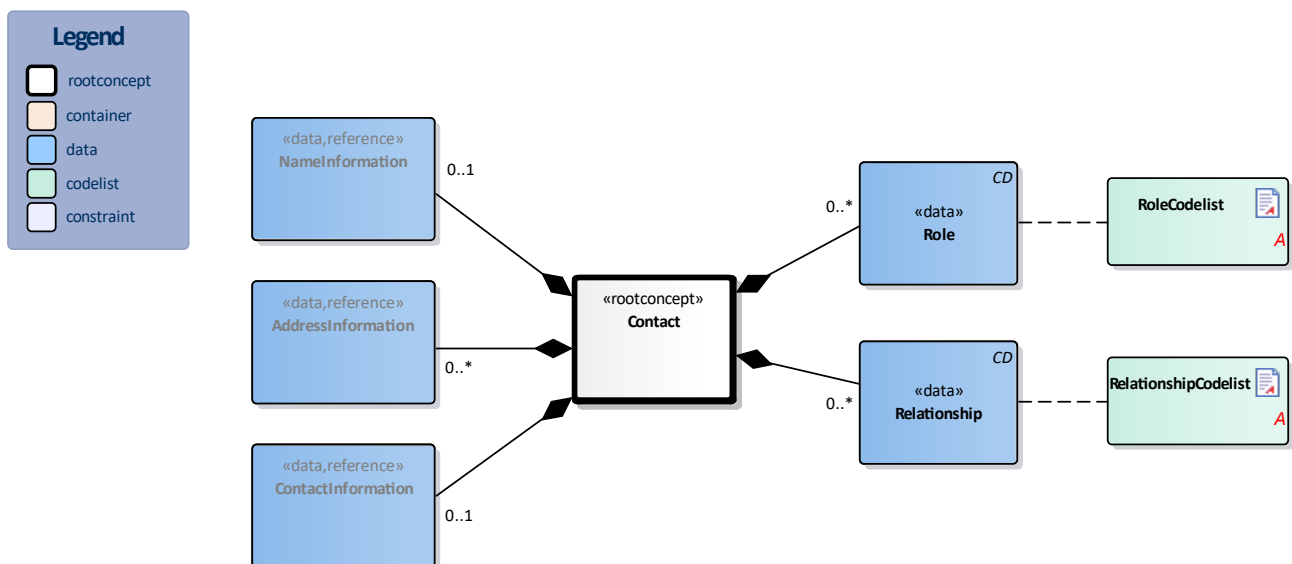 Legend
rootconcept
container
data
codelist
constraint
«data,reference»
NameInformation
0..1
«data,reference»
AddressInformation
0..*
«data,reference»
ContactInformation
0..1
«rootconcept»
Contact
0..*
CD
«data»
Role
RoleCodelist
A
0..*
CD
«data»
Relationship
RelationshipCodelist
A